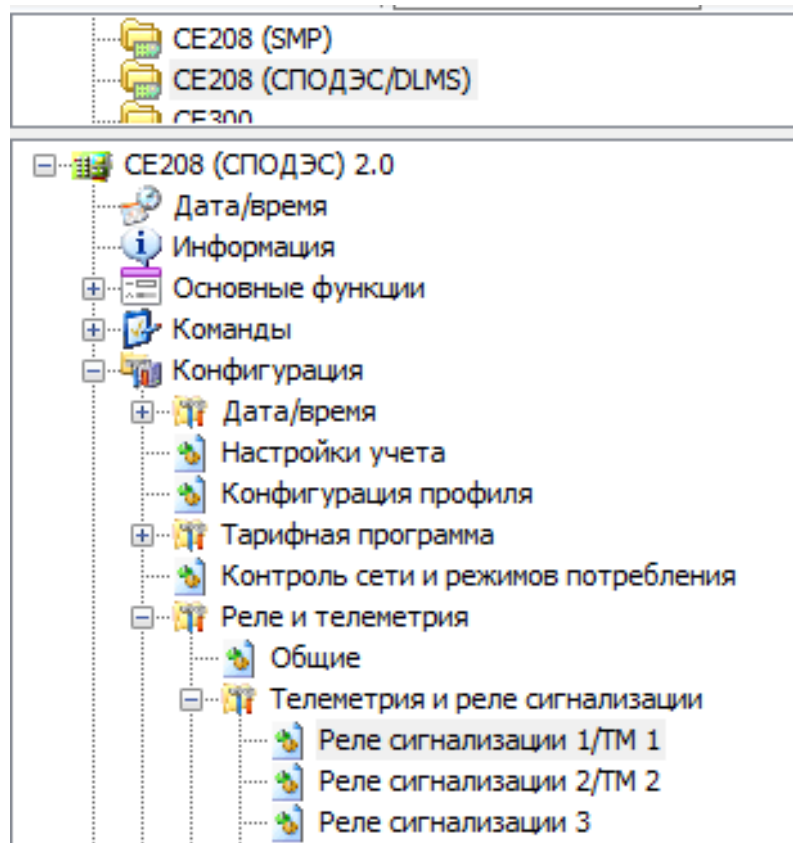 CE208 (SMP)
CE208 (СПОДЭС/DLMS)
CE300
CE208 (СПОДЭС) 2.0
Дата/время
Информация
Основные функции
Команды
Конфигурация
Дата/время
Настройки учета
Конфигурация профиля
Тарифная программа
Контроль сети и режимов потребления
Реле и телеметрия
Общие
Телеметрия и реле сигнализации
Реле сигнализации 1/ТМ 1
Реле сигнализации 2/ТМ 2
Реле сигнализации 3